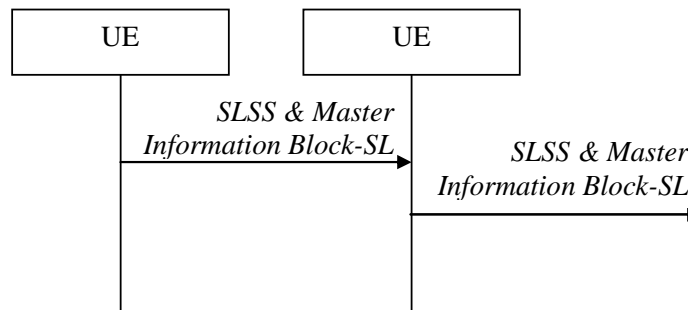 UE
UE
SLSS & Master
Information Block-SL
SLSS & Master
Information Block-SL